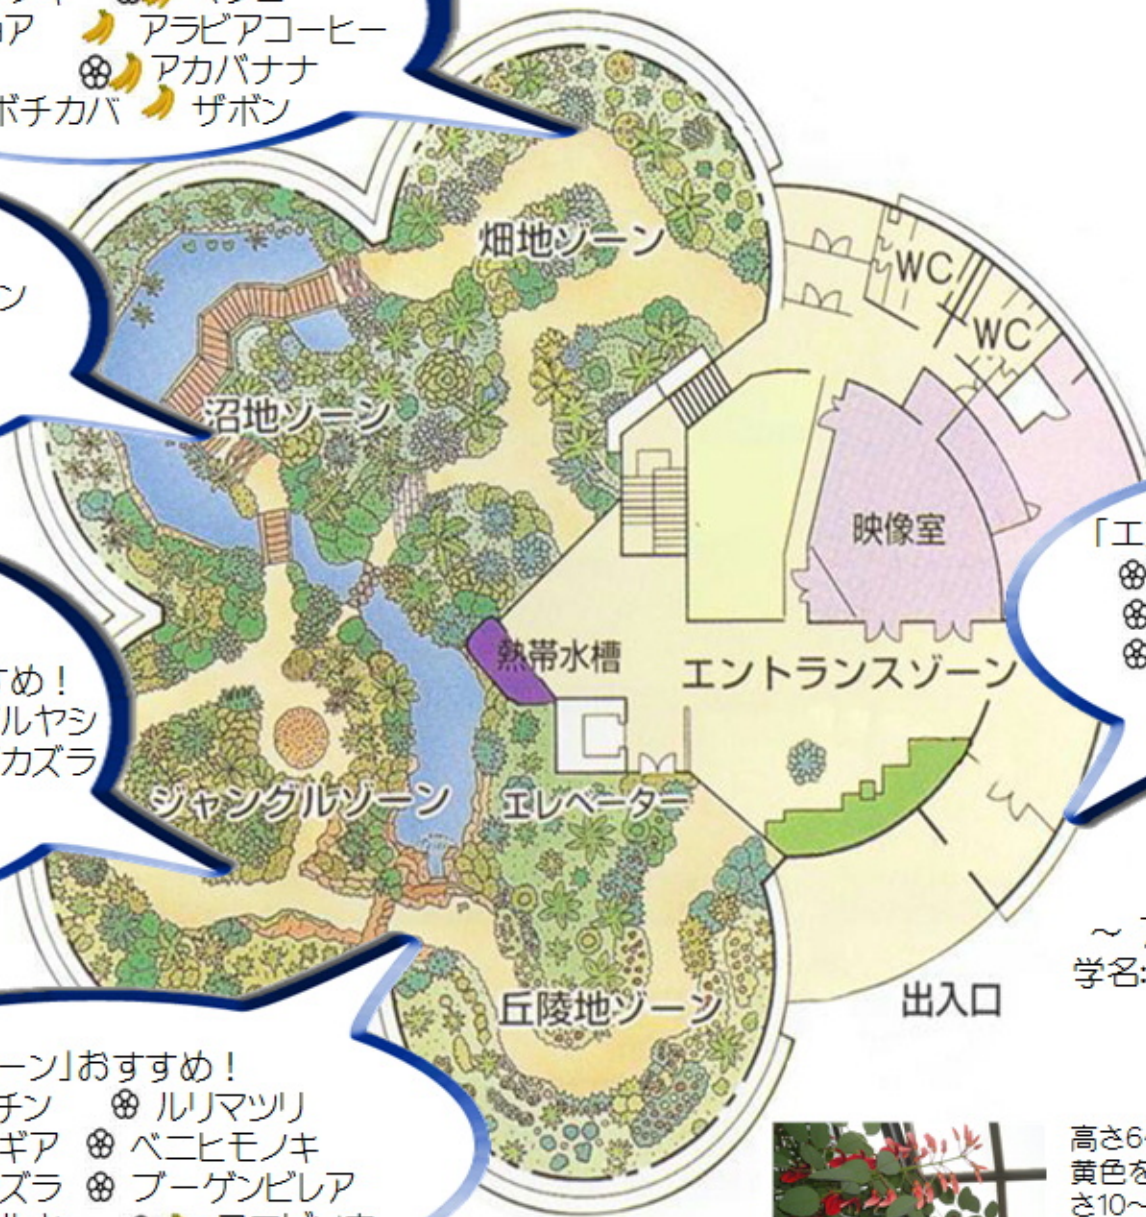 アラビアコーヒー
アカバナナ
ボチカバ ザボン
畑地ゾーン
WC
WC
沼地ゾーン
映像室
「エ
すめ！
ルヤシ
カズラ
熱帯水槽
エントランスゾーン
ジャングルゾーン
エレベーター
～
学名:
丘陵地ゾーン
出入口
ーン」おすすめ！
チン ルリマツリ
ギア ベニヒモノキ
ズラ ブーゲンビレア
高さ6
黄色を
さ10～